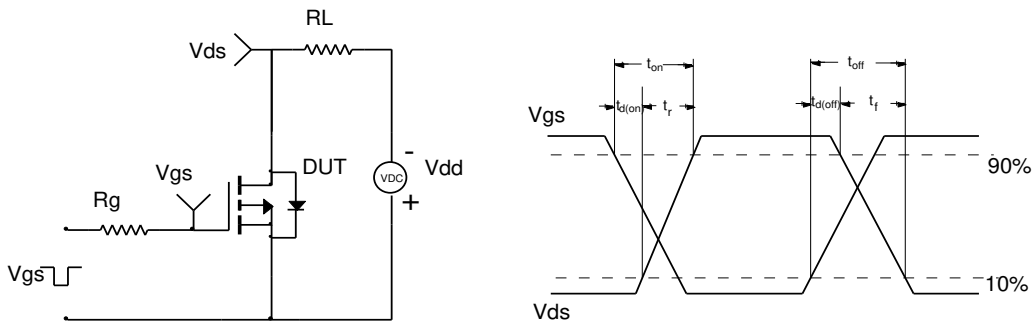 RL
Vds
Vgs
DUT
-
VDC
Vdd
+
Rg
Vgs
t_on
t_off
t_d(on)
t_r
t_d(off)
t_f
Vgs
90%
10%
Vds